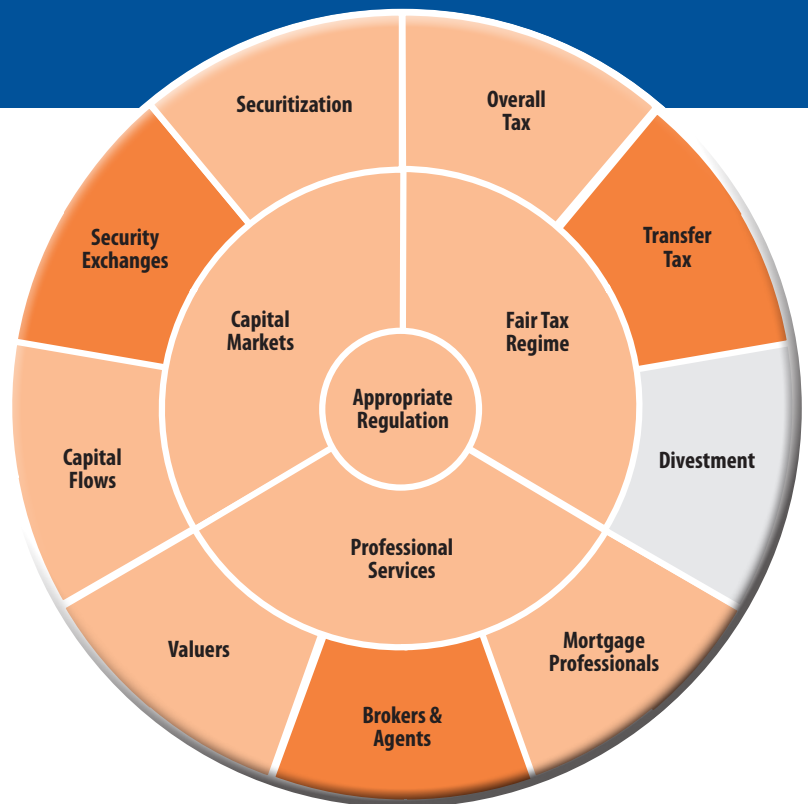 Securitization
Overall
Tax
Security
Exchanges
Transfer
Tax
Capital
Markets
Fair Tax
Regime
Appropriate
Regulation
Capital
Flows
Divestment
Professional
Services
Valuers
Mortgage
Professionals
Brokers &
Agents